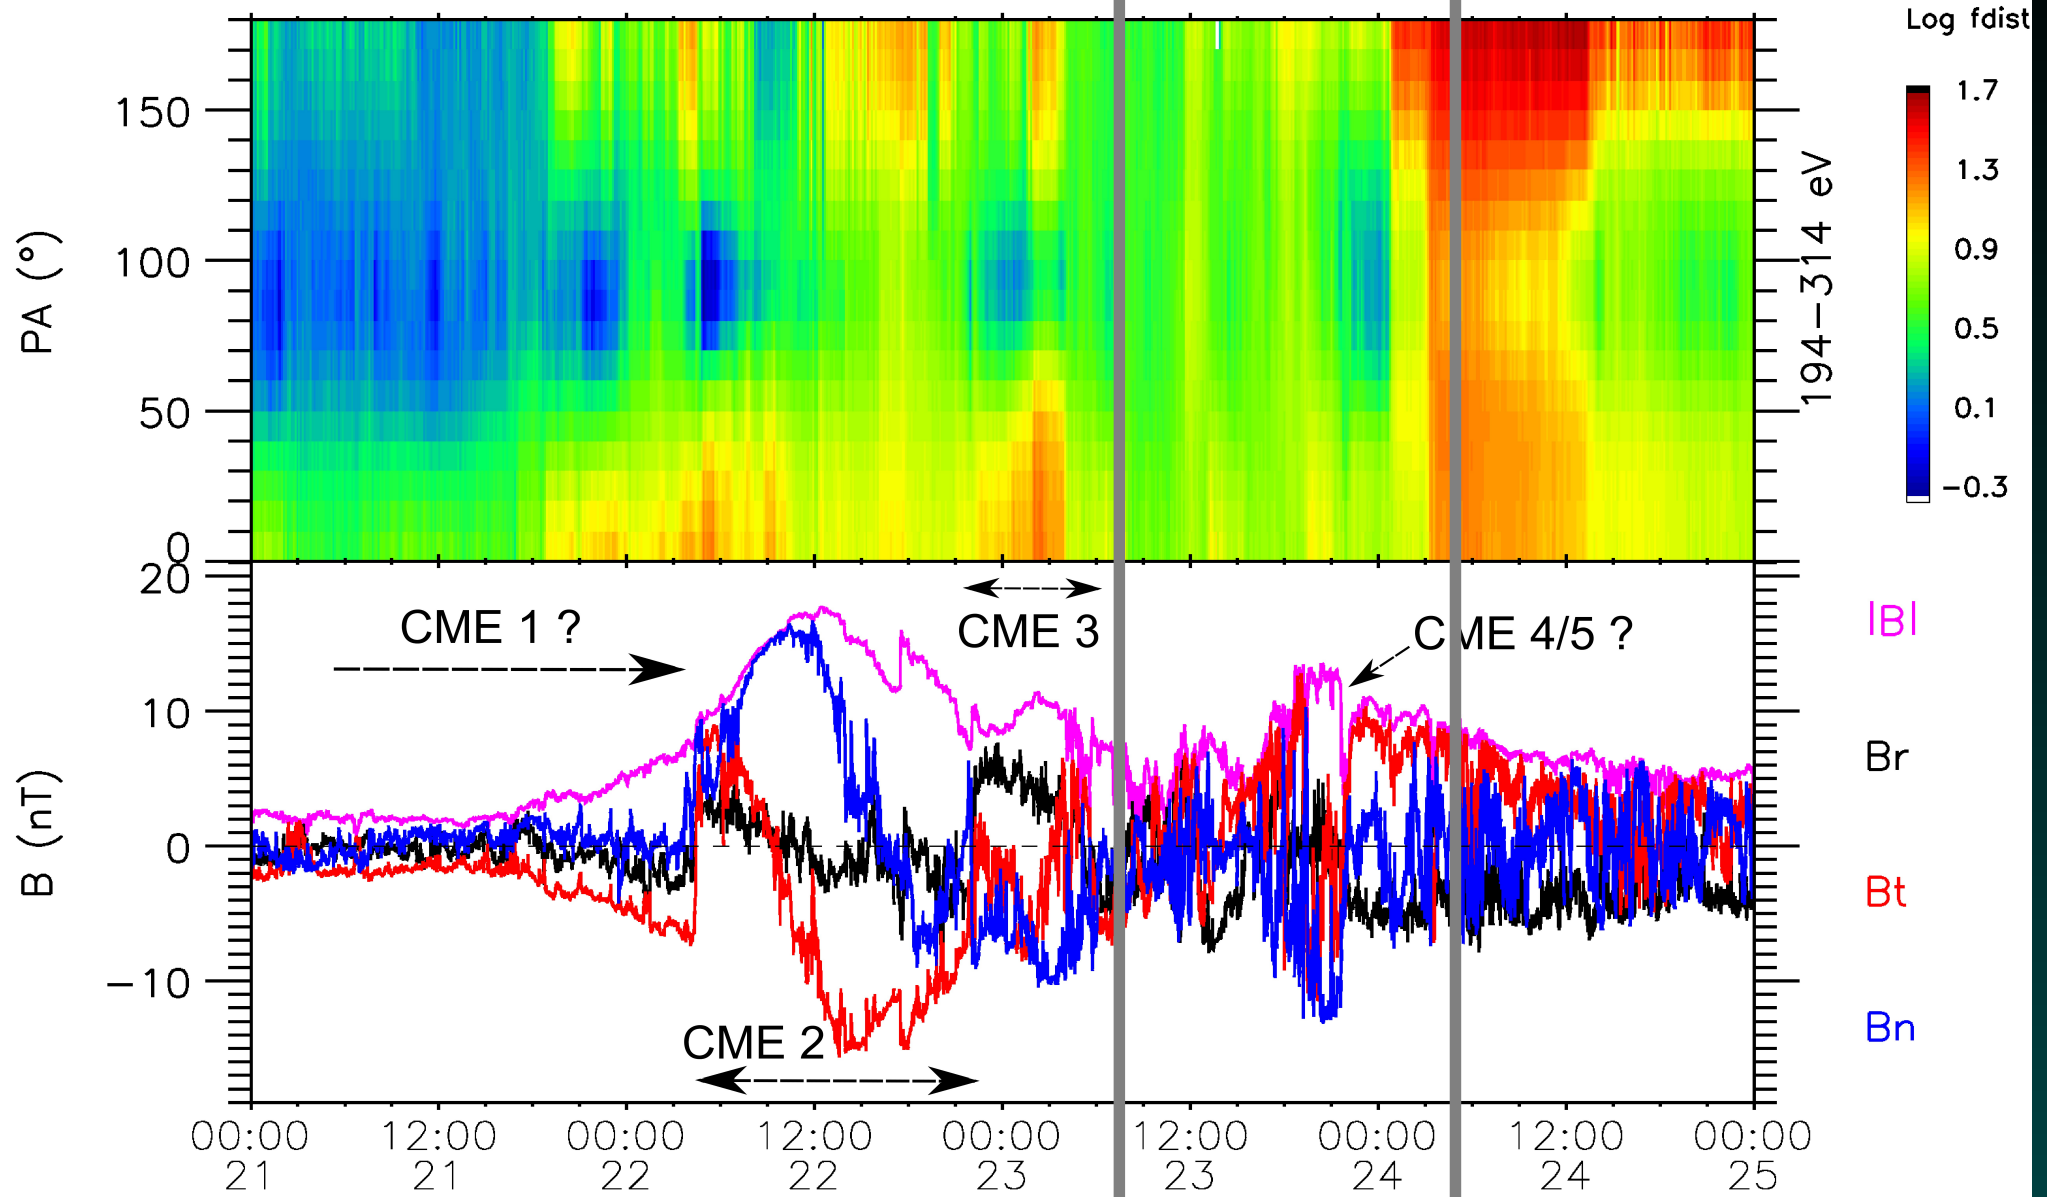 Log fdist
1.7
1.3
0.9
0.5
0.1
-0.3
150
100
50
0
PA (°)
194-314 eV
20
10
0
-10
B (nT)
CME 1 ?
CME 2
CME 3
CME 4/5 ?
|B|
Br
Bt
Bn
00:00 12:00 00:00 12:00 00:00 12:00 00:00 12:00 00:00
21 21 22 22 23 23 24 24 25